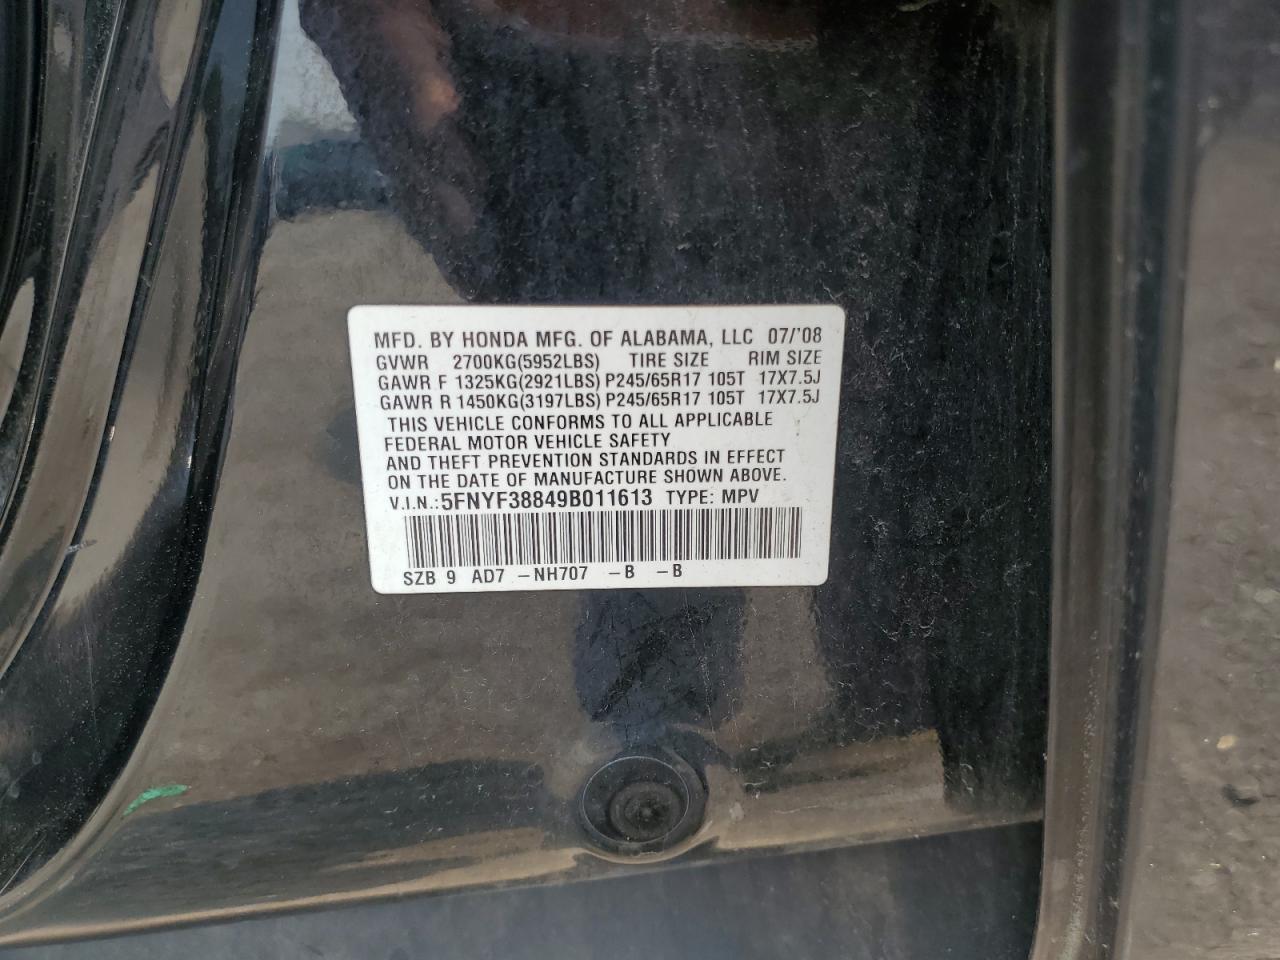 MFD. BY HONDA MFG. OF ALABAMA, LLC 07/'08
GVWR 2700KG(5952LBS) TIRE SIZE RIM SIZE
GAWR F 1325KG(2921LBS) P245/65R17 105T 17X7.5J
GAWR R 1450KG(3197LBS) P245/65R17 105T 17X7.5J
THIS VEHICLE CONFORMS TO ALL APPLICABLE
FEDERAL MOTOR VEHICLE SAFETY
AND THEFT PREVENTION STANDARDS IN EFFECT
ON THE DATE OF MANUFACTURE SHOWN ABOVE.
V.I.N.: 5FNYF38849B011613 TYPE: MPV
SZB 9 AD7 -NH707 -B -B